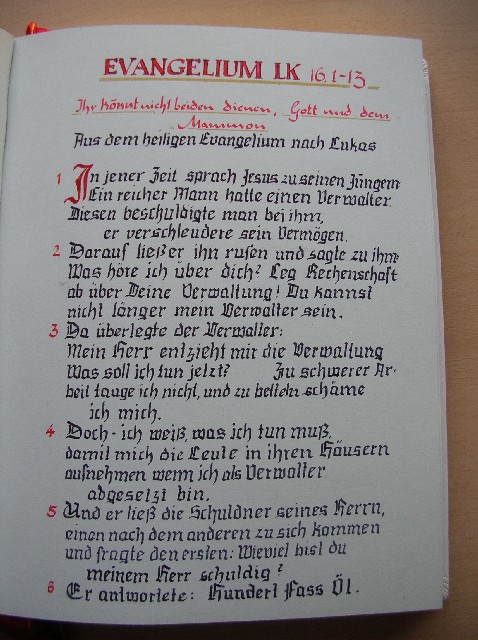 EVANGELIUM LK 16,1-13
Ihr könnt nicht beiden dienen, Gott und dem
Mammon
Aus dem heiligen Evangelium nach Lukas
1 In jener Zeit sprach Jesus zu seinen Jüngern
Ein reicher Mann hatte einen Verwalter.
Diesen beschuldigte man bei ihm,
er verschleudere sein Vermögen.
2 Darauf ließ er ihn rufen und sagte zu ihm
Was höre ich über dich? Leg Rechenschaft
ab über Deine Verwaltung! Du kannst
nicht länger mein Verwalter sein.
3 Da überlegte der Verwalter:
Mein Herr entzieht mir die Verwaltung
Was soll ich tun jetzt? Zu schwerer Ar-
beit tauge ich nicht, und zu betteln schäme
ich mich.
4 Doch - ich weiß, was ich tun muß,
damit mich die Leute in ihren Häusern
aufnehmen wenn ich als Verwalter
abgesetzt bin.
5 Und er ließ die Schuldner seines Herrn,
einen nach dem anderen zu sich kommen
und fragte den ersten: Wieviel bist du
meinem Herr schuldig?
6 Er antwortete: Hundert Fass Öl.